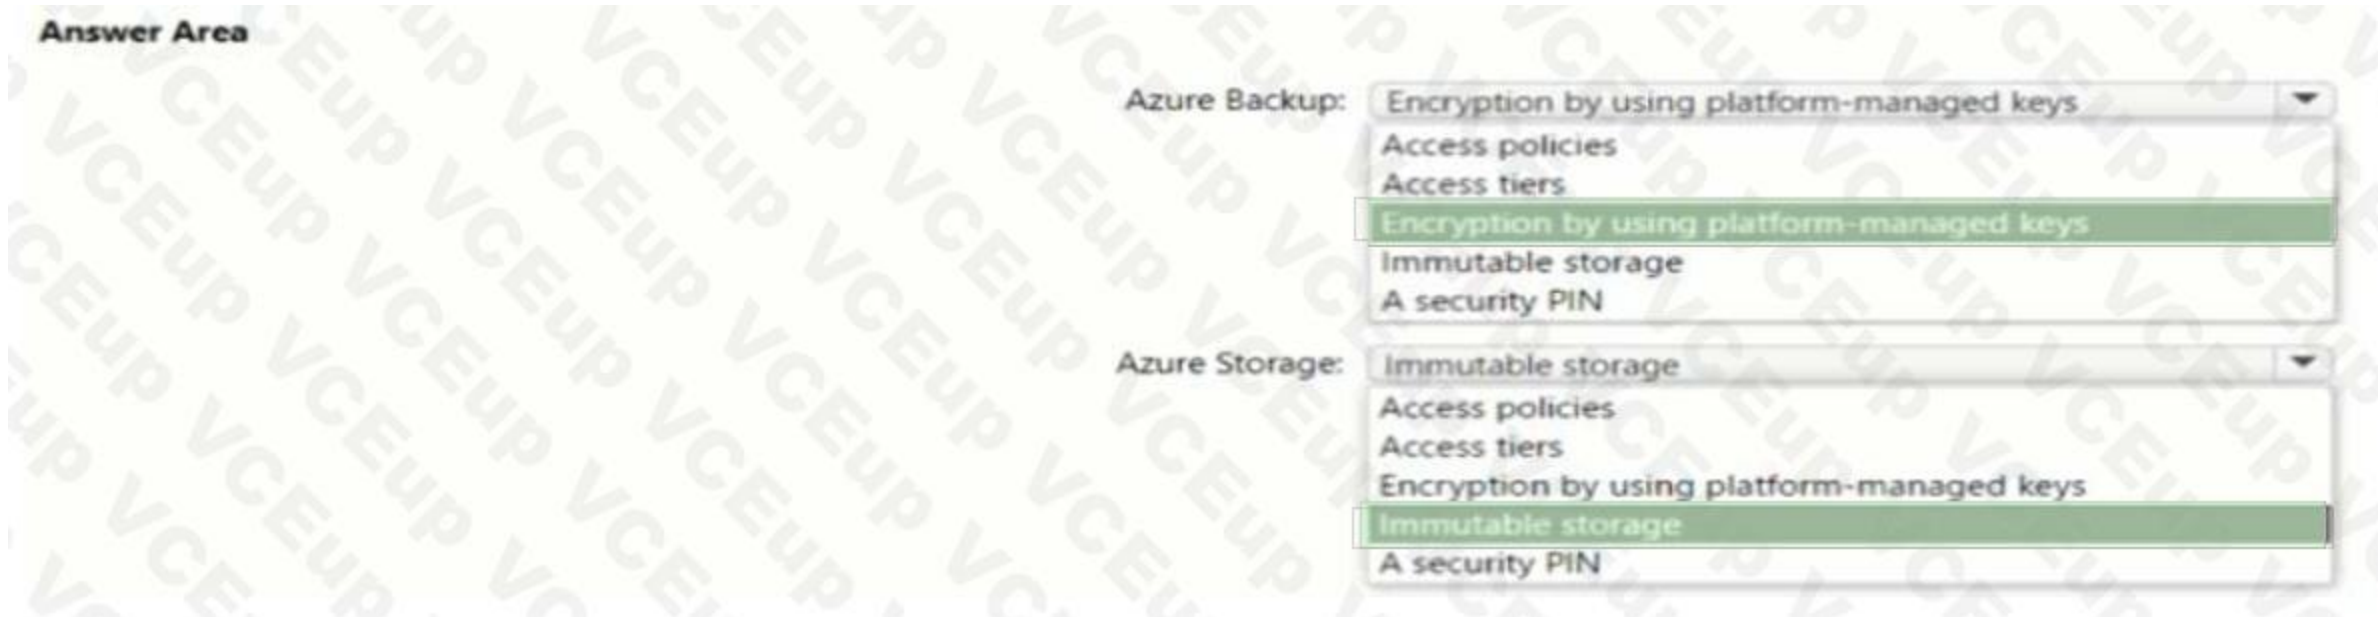 Answer Area
Azure Backup: Encryption by using platform-managed keys
Access policies
Access tiers
Encryption by using platform-managed keys
Immutable storage
A security PIN
Azure Storage: Immutable storage
Access policies
Access tiers
Encryption by using platform-managed keys
Immutable storage
A security PIN
VCEup